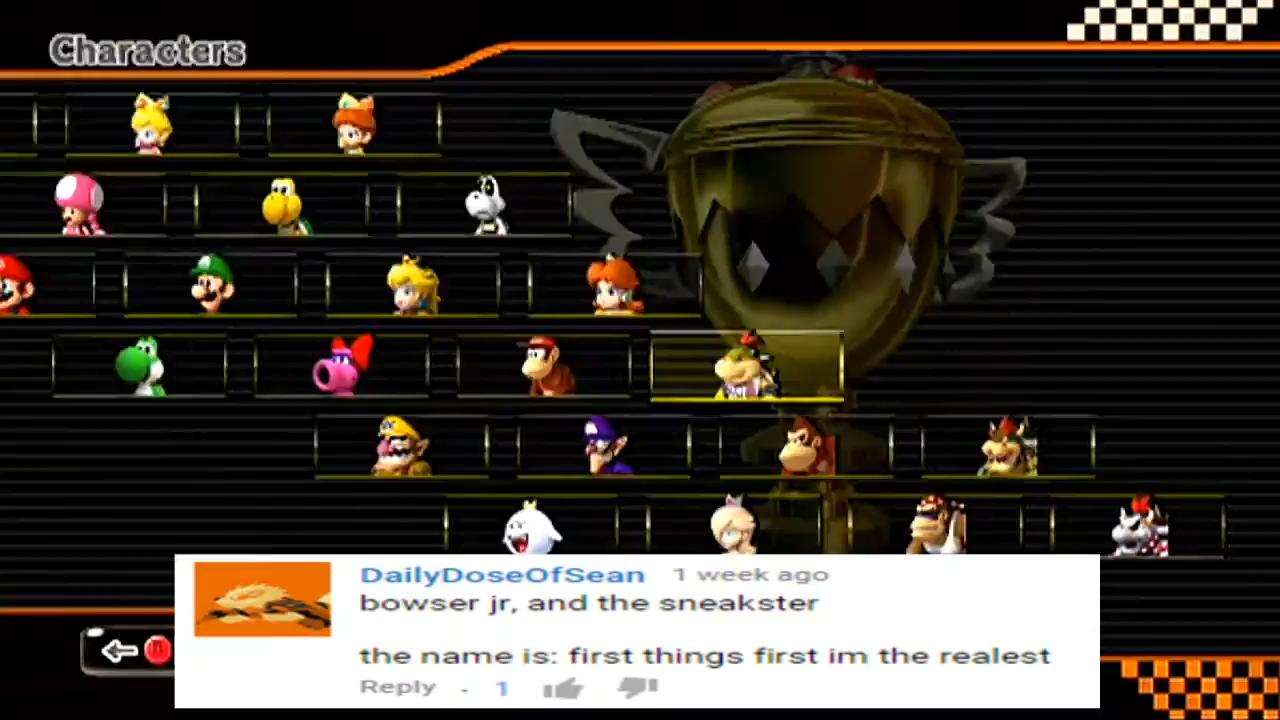 Characters
DailyDoseOfSean 1 week ago
bowser jr, and the sneakster
the name is: first things first im the realest
Reply . 1